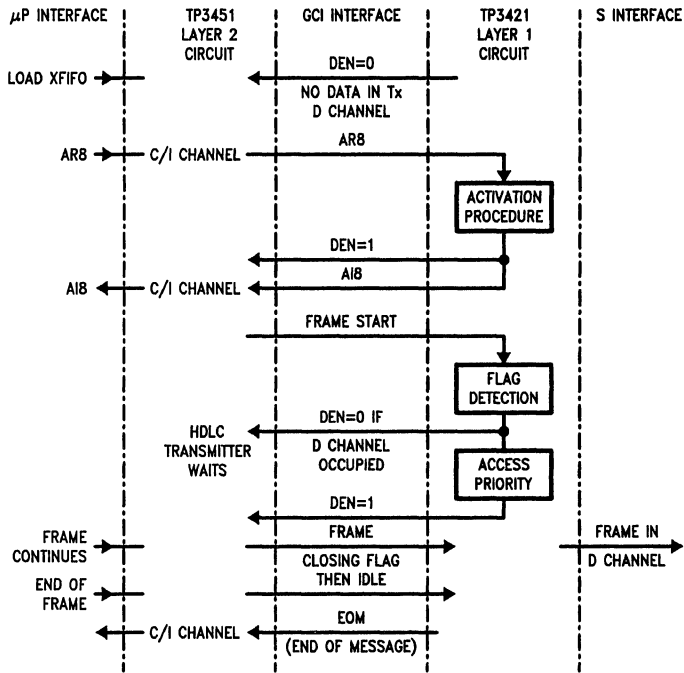 μP INTERFACE
TP3451
LAYER 2
CIRCUIT
GCI INTERFACE
TP3421
LAYER 1
CIRCUIT
S INTERFACE
LOAD XFIFO
DEN=0
NO DATA IN Tx
D CHANNEL
AR8
C/I CHANNEL
AR8
ACTIVATION
PROCEDURE
DEN=1
AI8
C/I CHANNEL
AI8
FRAME START
FLAG
DETECTION
HDLC
TRANSMITTER
WAITS
DEN=0 IF
D CHANNEL
OCCUPIED
ACCESS
PRIORITY
DEN=1
FRAME
CONTINUES
FRAME
FRAME IN
D CHANNEL
END OF
FRAME
CLOSING FLAG
THEN IDLE
C/I CHANNEL
EOM
(END OF MESSAGE)